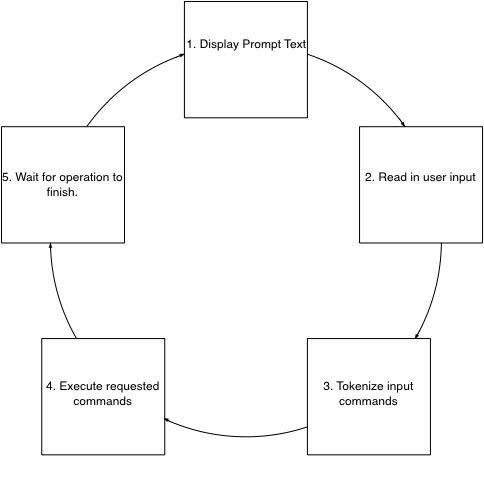 1. Display Prompt Text
2. Read in user input
3. Tokenize input
commands
4. Execute requested
commands
5. Wait for operation to
finish.